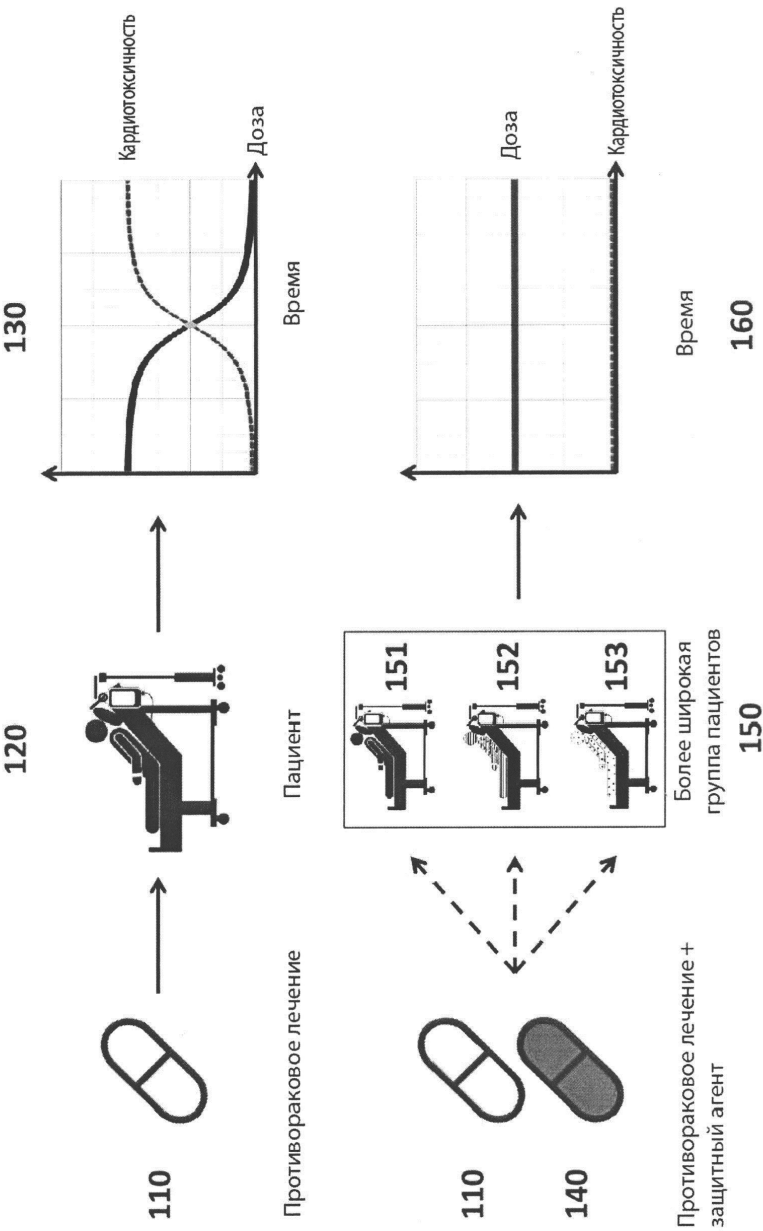 110
Противораковое лечение
120
Пациент
130
Кардиотоксичность
Доза
Время
110
140
Противораковое лечение +
защитный агент
151
152
153
Более широкая
группа пациентов
150
Доза
Кардиотоксичность
Время
160